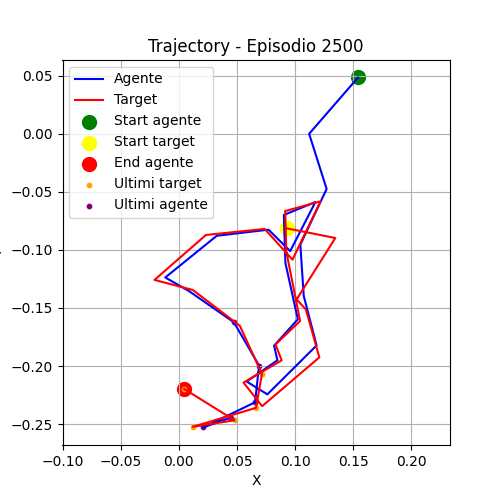 Trajectory - Episodio 2500
Agente
Target
Start agente
Start target
End agente
Ultimi target
Ultimi agente
0.05
0.00
−0.05
−0.10
−0.15
−0.20
−0.25
−0.10 −0.05 0.00 0.05 0.10 0.15 0.20
X